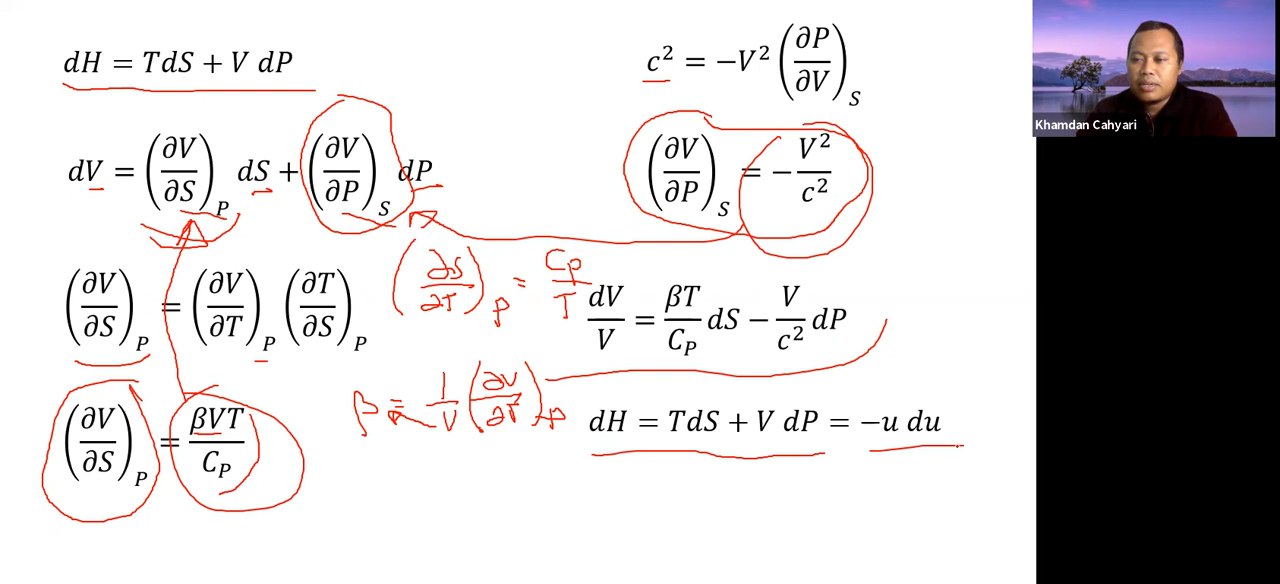 dH = TdS + V dP
c² = −V² (∂P/∂V)_S
dV = (∂V/∂S)_P dS + (∂V/∂P)_S dP
(∂V/∂P)_S = − V²/c²
(∂V/∂S)_P = (∂V/∂T)_P (∂T/∂S)_P
(∂S/∂T)_P = Cp/T
dV/V = βT/C_P dS − V/c² dP
(∂V/∂S)_P = βVT/C_P
β = 1/V (∂V/∂T)_P
dH = TdS + V dP = −u du
Khamdan Cahyari